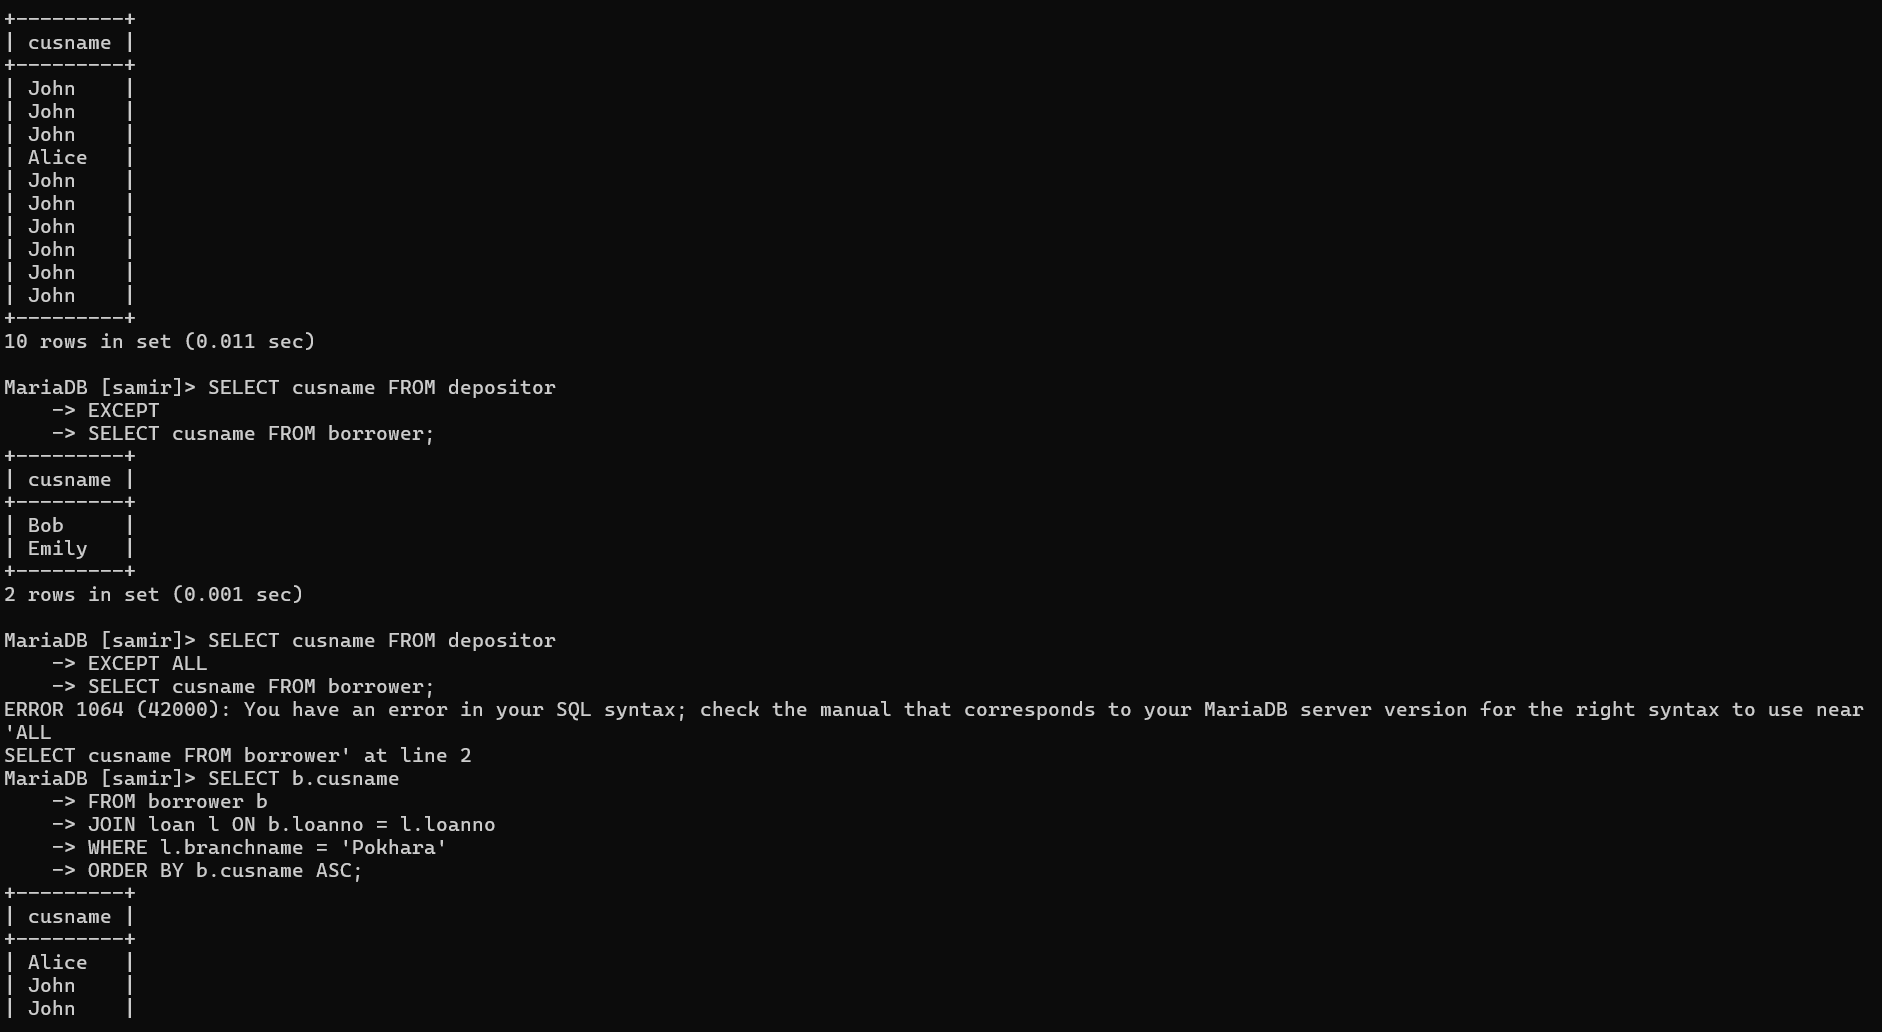 +---------+
| cusname |
+---------+
| John    |
| John    |
| John    |
| Alice   |
| John    |
| John    |
| John    |
| John    |
| John    |
| John    |
+---------+
10 rows in set (0.011 sec)

MariaDB [samir]> SELECT cusname FROM depositor
    -> EXCEPT
    -> SELECT cusname FROM borrower;
+---------+
| cusname |
+---------+
| Bob     |
| Emily   |
+---------+
2 rows in set (0.001 sec)

MariaDB [samir]> SELECT cusname FROM depositor
    -> EXCEPT ALL
    -> SELECT cusname FROM borrower;
ERROR 1064 (42000): You have an error in your SQL syntax; check the manual that corresponds to your MariaDB server version for the right syntax to use near
'ALL
SELECT cusname FROM borrower' at line 2
MariaDB [samir]> SELECT b.cusname
    -> FROM borrower b
    -> JOIN loan l ON b.loanno = l.loanno
    -> WHERE l.branchname = 'Pokhara'
    -> ORDER BY b.cusname ASC;
+---------+
| cusname |
+---------+
| Alice   |
| John    |
| John    |